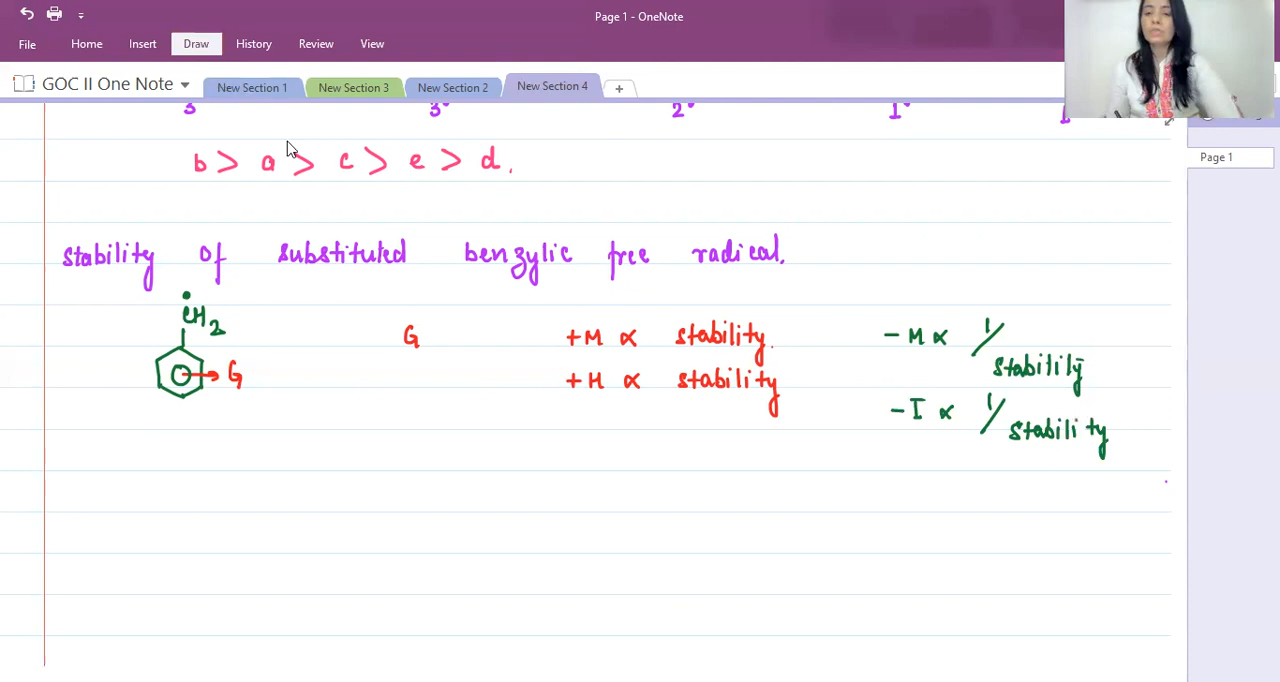 Page 1 - OneNote
File Home Insert Draw History Review View
GOC II One Note New Section 1 New Section 3 New Section 2 New Section 4 +
Page 1
3 3° 2° 1°
b > a > c > e > d.
stability of substituted benzylic free radical.
ĊH2
G +M ∝ stability. -M ∝ 1/stability
G +H ∝ stability
-I ∝ 1/stability